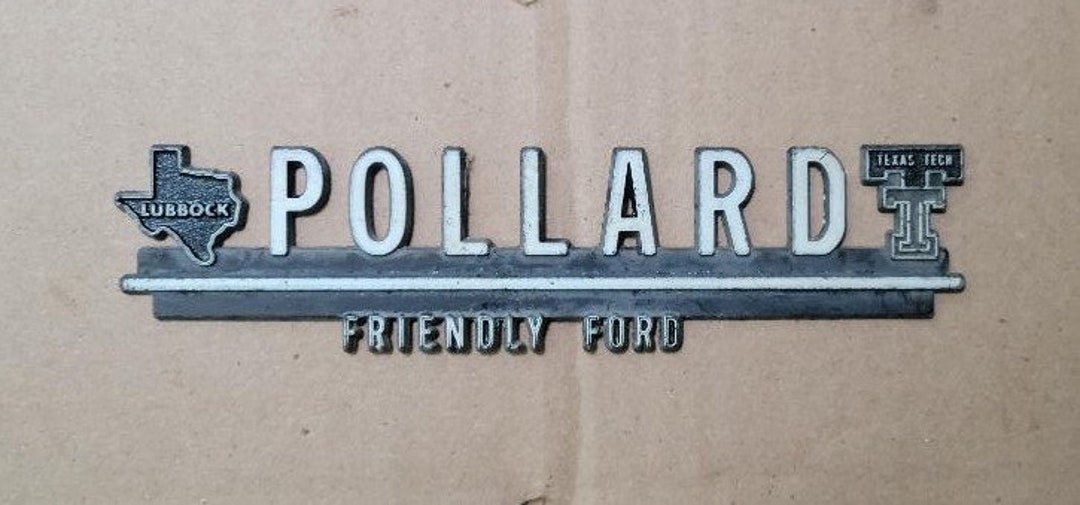 LUBBOCK
POLLARD
TEXAS TECH
FRIENDLY FORD